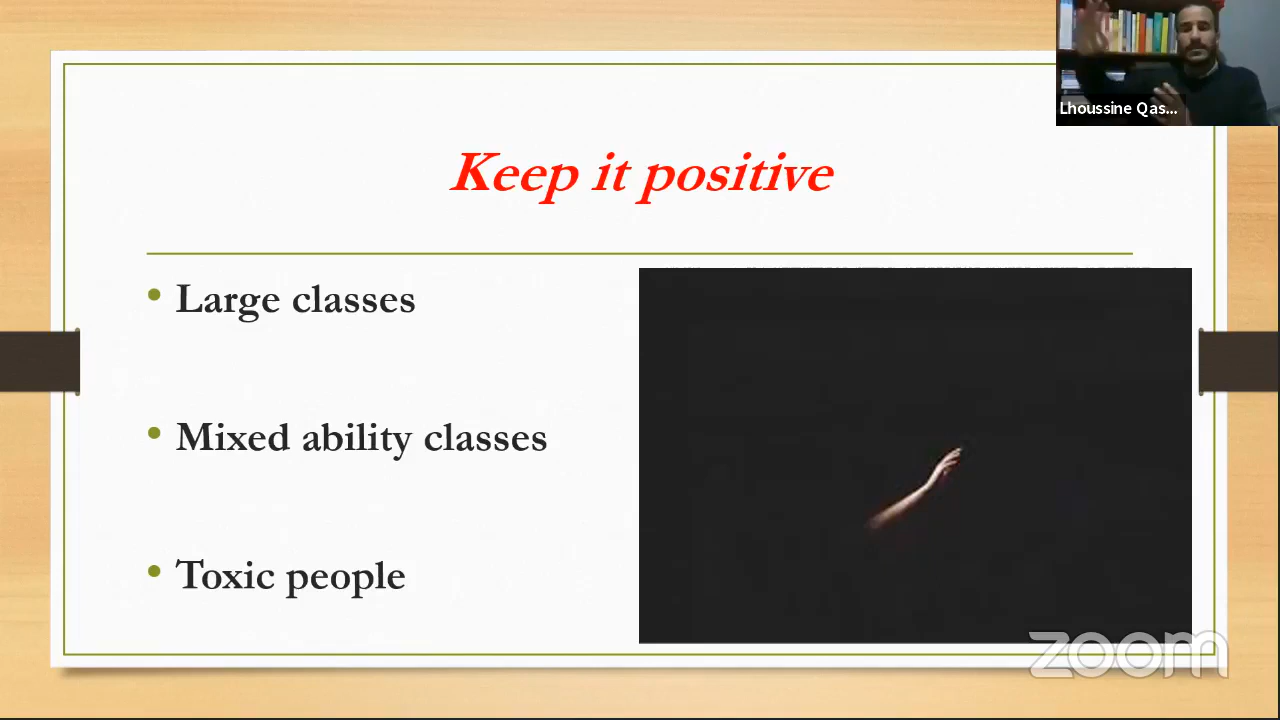 Lhoussine Qas...
Keep it positive
• Large classes
• Mixed ability classes
• Toxic people
zoom